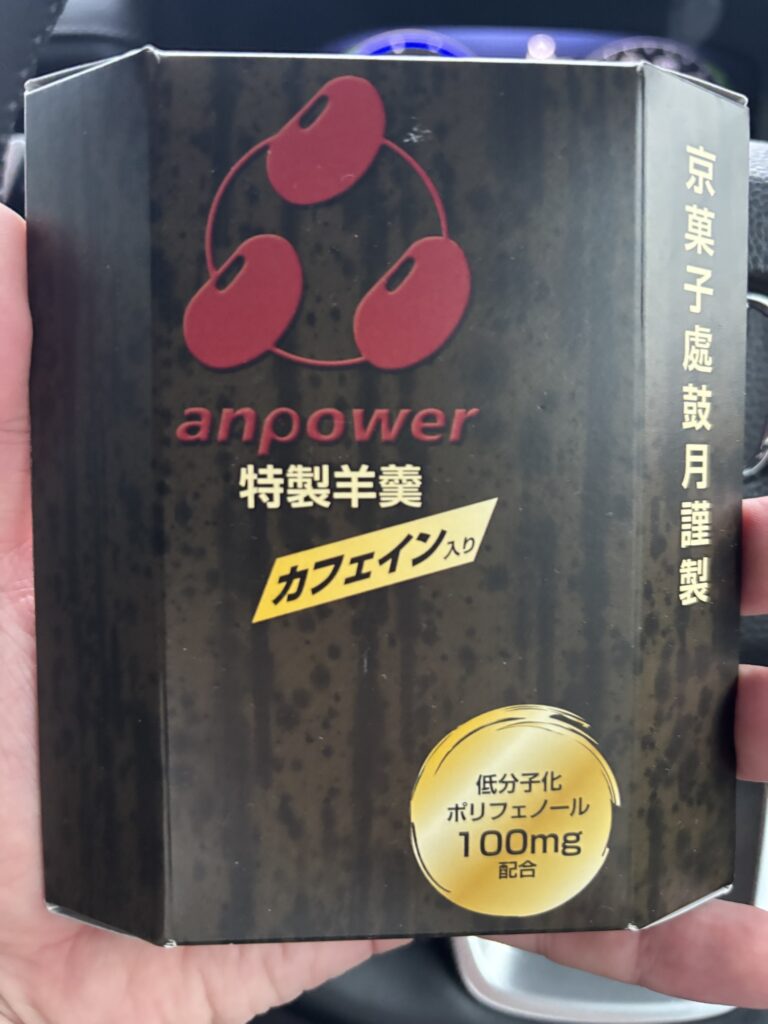 anpower
特製羊羹
カフェイン入り
低分子化
ポリフェノール
100mg
配合
京菓子處鼓月謹製